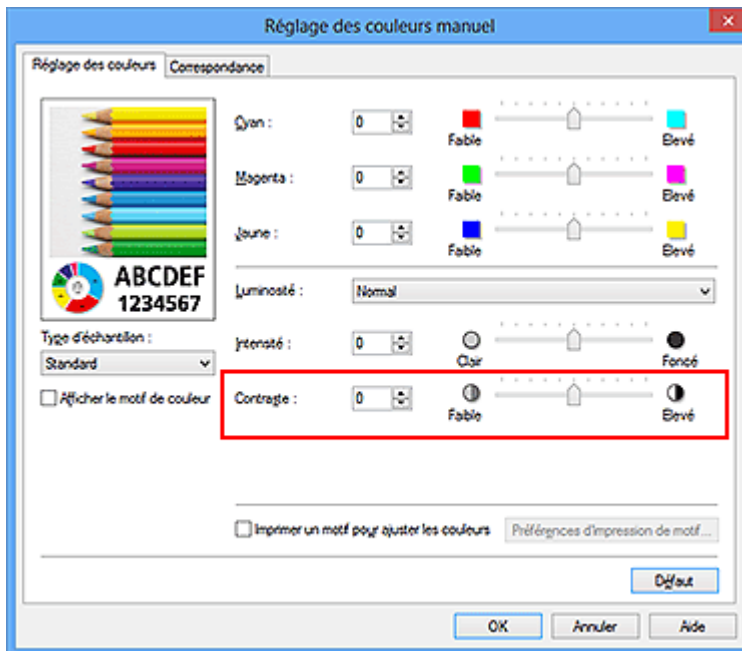 Réglage des couleurs manuel
Réglage des couleurs Correspondance
Cyan : 0 Faible Elevé
Magenta : 0 Faible Elevé
Jaune : 0 Faible Elevé
ABCDEF
1234567
Luminosité : Normal
Type d'échantillon :
Standard
Intensité : 0 Clair Foncé
Afficher le motif de couleur
Contraste : 0 Faible Elevé
Imprimer un motif pour ajuster les couleurs Préférences d'impression de motif...
Défaut
OK Annuler Aide